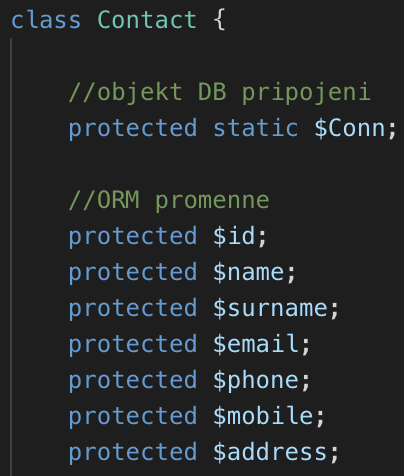 class Contact {
//objekt DB pripojeni
protected static $Conn;
//ORM promenne
protected $id;
protected $name;
protected $surname;
protected $email;
protected $phone;
protected $mobile;
protected $address;